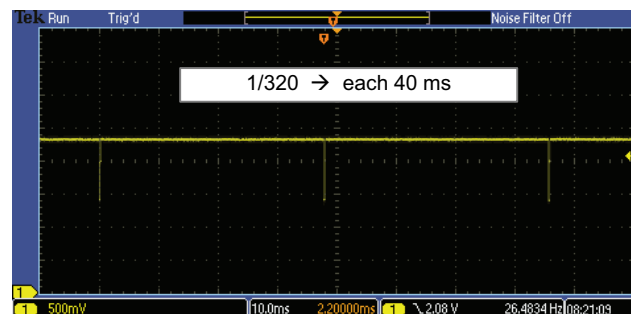 Tek Run Trig'd Noise Filter Off
1/320 → each 40 ms
1 500mV 10.0ms 2.20000ms 1 2.08 V 26.4834 Hz 08:21:09